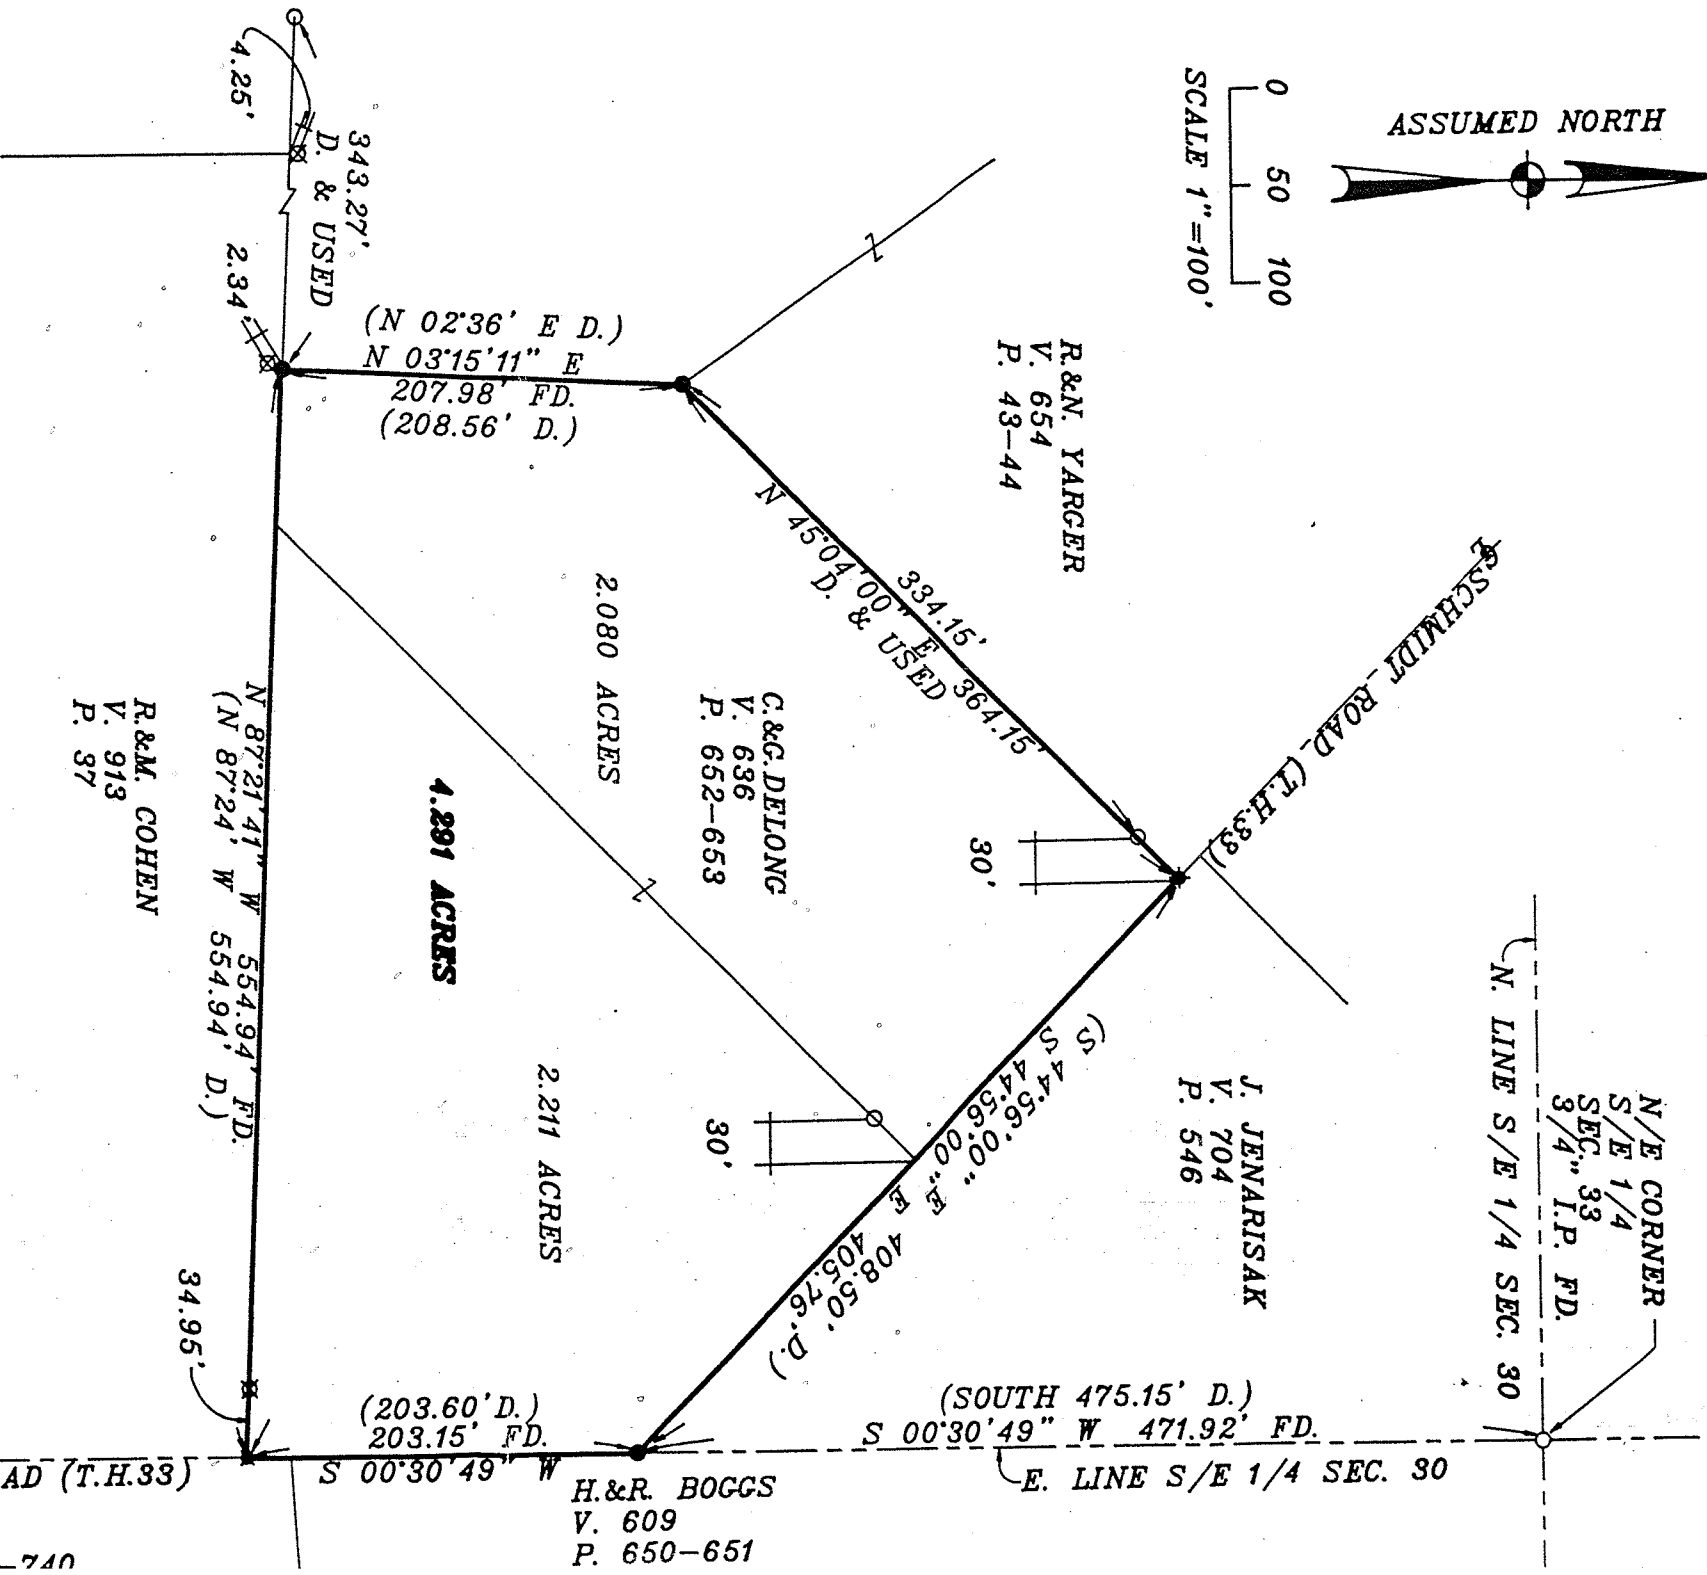 ASSUMED NORTH
0 50 100
SCALE 1"=100'
4.25'
343.27'
D. & USED
2.34'
(N 02°36' E D.)
N 03°15'11" E
207.98' FD.
(208.56' D.)
R.&N. YARGER
V. 654
P. 43-44
334.15'
N 45°04'00" E 364.15'
D. & USED
SCHMIDT ROAD (T.H.33)
2.080 ACRES
C.&G.DELONG
V. 636
P. 652-653
4.291 ACRES
30'
N 87°21'41" W 554.94' FD.
(N 87°24' W 554.94' D.)
R.&M. COHEN
V. 913
P. 37
2.211 ACRES
30'
(S 44°56'00" E 405.76' D.)
S 44°56'00" E 408.50'
J. JENARISAK
V. 704
P. 546
N. LINE S/E 1/4 SEC. 30
N/E CORNER
S/E 1/4
SEC. 33
3/4" I.P. FD.
34.95'
(203.60'D.)
203.15' FD.
S 00°30'49" W
(SOUTH 475.15' D.)
S 00°30'49" W 471.92' FD.
E. LINE S/E 1/4 SEC. 30
AD (T.H.33)
H.&R. BOGGS
V. 609
P. 650-651
-740